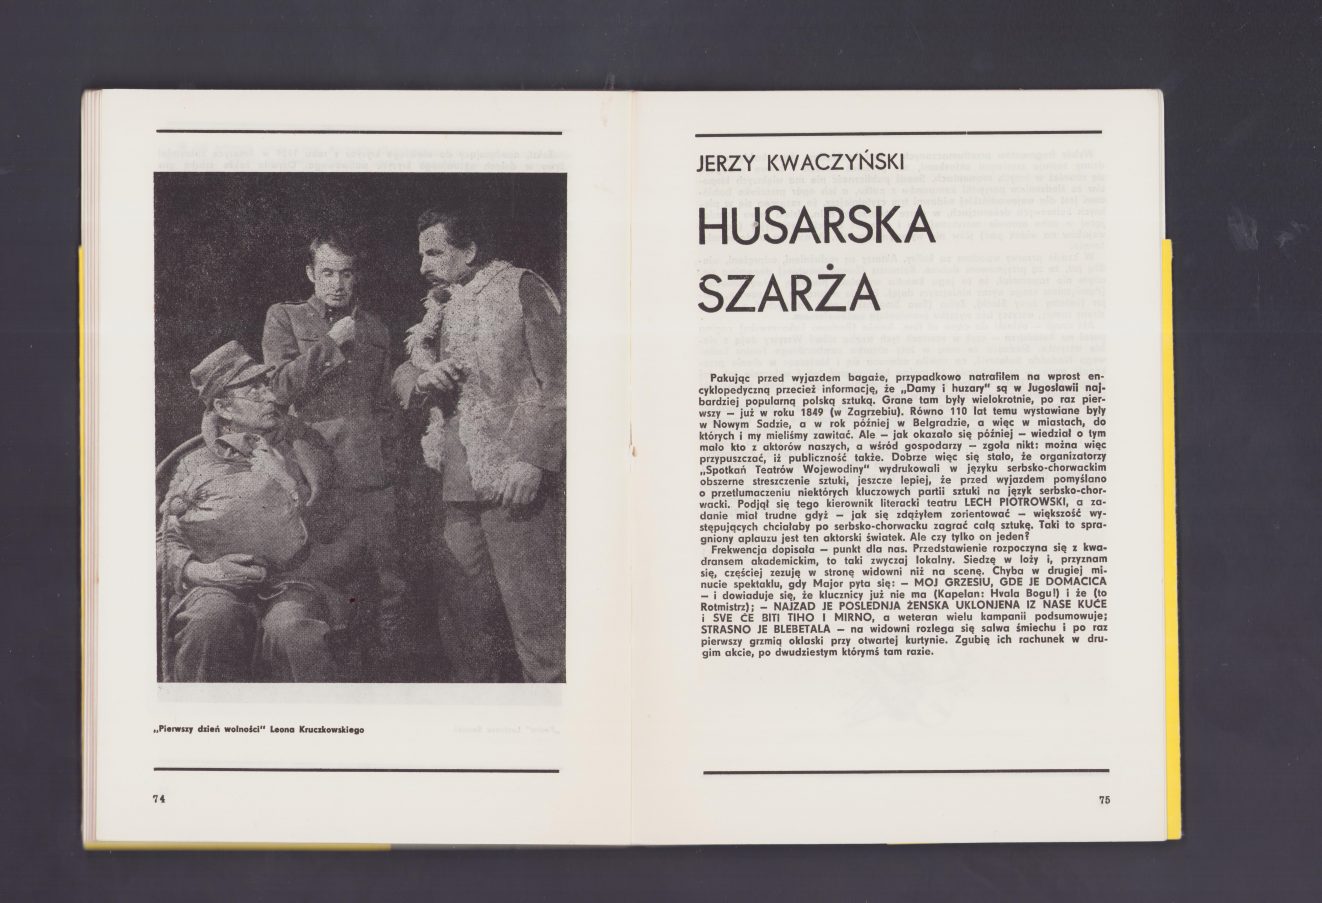 „Pierwszy dzień wolności" Leona Kruczkowskiego
74
JERZY KWACZYŃSKI
HUSARSKA
SZARŻA
Pakując przed wyjazdem bagaże, przypadkowo natrafiłem na wprost en-
cyklopedyczną przecież informację, że „Damy i huzary" są w Jugosławii naj-
bardziej popularną polską sztuką. Grane tam były wielokrotnie, po raz pier-
wszy — już w roku 1849 (w Zagrzebiu). Równo 110 lat temu wystawiane były
w Nowym Sadzie, a w rok później w Belgradzie, a więc w miastach, do
których i my mieliśmy zawitać. Ale — jak okazało się później — wiedział o tym
mało kto z aktorów naszych, a wśród gospodarzy — zgoła nikt: można więc
przypuszczać, iż publiczność także. Dobrze więc się stało, że organizatorzy
„Spotkań Teatrów Wojewodiny" wydrukowali w języku serbsko-chorwackim
obszerne streszczenie sztuki, jeszcze lepiej, że przed wyjazdem pomyślano
o przetłumaczeniu niektórych kluczowych partii sztuki na język serbsko-chor-
wacki. Podjął się tego kierownik literacki teatru LECH PIOTROWSKI, a za-
danie miał trudne gdyż — jak się zdążyłem zorientować — większość wy-
stępujących chciałaby po serbsko-chorwacku zagrać całą sztukę. Taki to spra-
gniony aplauzu jest ten aktorski światek. Ale czy tylko on jeden?
Frekwencja dopisała — punkt dla nas. Przedstawienie rozpoczyna się z kwa-
dransem akademickim, to taki zwyczaj lokalny. Siedzę w loży i, przyznam
się, częściej zezuję w stronę widowni niż na scenę. Chyba w drugiej mi-
nucie spektaklu, gdy Major pyta się: — MOJ GRZESIU, GDE JE DOMACICA
— i dowiaduje się, że klucznicy już nie ma (Kapelan: Hvala Bogu!) i że (to
Rotmistrz); — NAJZAD JE POSLEDNJA ŻENSKA UKLONJENA IZ NASE KUĆE
i SVE ĆE BITI TIHO I MIRNO, a weteran wielu kampanii podsumowuje;
STRASNO JE BLEBETALA — na widowni rozlega się salwa śmiechu i po raz
pierwszy grzmią oklaski przy otwartej kurtynie. Zgubię ich rachunek w dru-
gim akcie, po dwudziestym którymś tam razie.
75